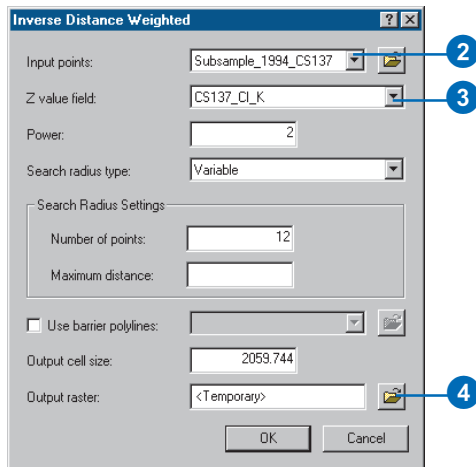 Inverse Distance Weighted ? ×
Input points: Subsample_1994_CS137 2
Z value field: CS137_CI_K 3
Power: 2
Search radius type: Variable
Search Radius Settings
Number of points: 12
Maximum distance:
Use barrier polylines:
Output cell size: 2059.744
Output raster: <Temporary> 4
OK Cancel